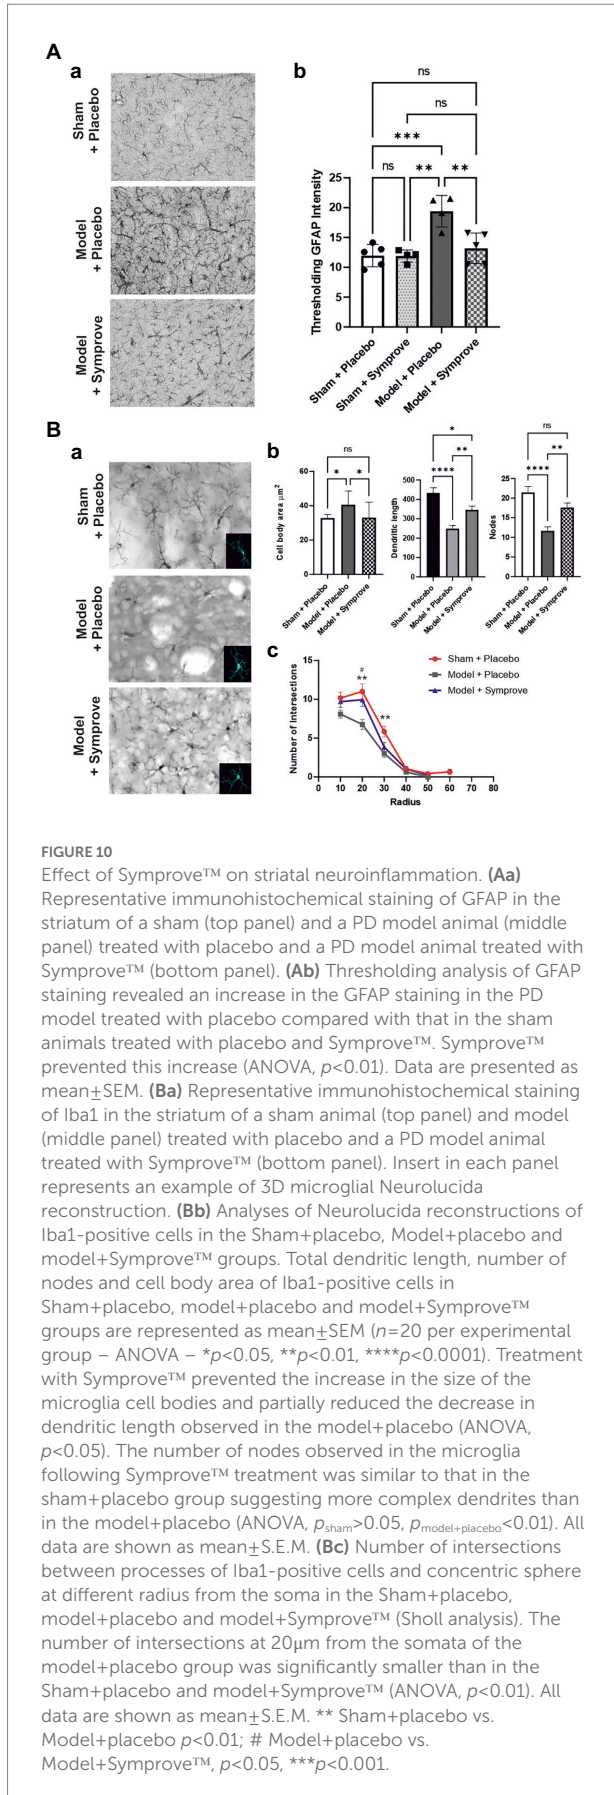 A
a
Sham
+ Placebo
Model
+ Placebo
Model
+ Symprove
b
ns
ns
***
ns
**
**
Thresholding GFAP Intensity
25
20
15
10
5
0
Sham + Placebo
Sham + Symprove
Model + Placebo
Model + Symprove
B
a
Sham
+ Placebo
Model
+ Placebo
Model
+ Symprove
b
ns
*
*
Cell body area μm²
60
40
20
0
Sham + Placebo
Model + Placebo
Model + Symprove
*
****
**
Dendritic length
500
400
300
200
100
0
Sham + Placebo
Model + Placebo
Model + Symprove
ns
****
**
Nodes
25
20
15
10
5
0
Sham + Placebo
Model + Placebo
Model + Symprove
c
Sham + Placebo
Model + Placebo
Model + Symprove
#
**
**
Number of Intersections
15
10
5
0
0 10 20 30 40 50 60 70 80
Radius
FIGURE 10
Effect of Symprove™ on striatal neuroinflammation. (Aa)
Representative immunohistochemical staining of GFAP in the
striatum of a sham (top panel) and a PD model animal (middle
panel) treated with placebo and a PD model animal treated with
Symprove™ (bottom panel). (Ab) Thresholding analysis of GFAP
staining revealed an increase in the GFAP staining in the PD
model treated with placebo compared with that in the sham
animals treated with placebo and Symprove™. Symprove™
prevented this increase (ANOVA, p<0.01). Data are presented as
mean±SEM. (Ba) Representative immunohistochemical staining
of Iba1 in the striatum of a sham animal (top panel) and model
(middle panel) treated with placebo and a PD model animal
treated with Symprove™ (bottom panel). Insert in each panel
represents an example of 3D microglial Neurolucida
reconstruction. (Bb) Analyses of Neurolucida reconstructions of
Iba1-positive cells in the Sham+placebo, Model+placebo and
model+Symprove™ groups. Total dendritic length, number of
nodes and cell body area of Iba1-positive cells in
Sham+placebo, model+placebo and model+Symprove™
groups are represented as mean±SEM (n=20 per experimental
group – ANOVA – *p<0.05, **p<0.01, ****p<0.0001). Treatment
with Symprove™ prevented the increase in the size of the
microglia cell bodies and partially reduced the decrease in
dendritic length observed in the model+placebo (ANOVA,
p<0.05). The number of nodes observed in the microglia
following Symprove™ treatment was similar to that in the
sham+placebo group suggesting more complex dendrites than
in the model+placebo (ANOVA, psham>0.05, pmodel+placebo<0.01). All
data are shown as mean±S.E.M. (Bc) Number of intersections
between processes of Iba1-positive cells and concentric sphere
at different radius from the soma in the Sham+placebo,
model+placebo and model+Symprove™ (Sholl analysis). The
number of intersections at 20μm from the somata of the
model+placebo group was significantly smaller than in the
Sham+placebo and model+Symprove™ (ANOVA, p<0.01). All
data are shown as mean±S.E.M. ** Sham+placebo vs.
Model+placebo p<0.01; # Model+placebo vs.
Model+Symprove™, p<0.05, ***p<0.001.